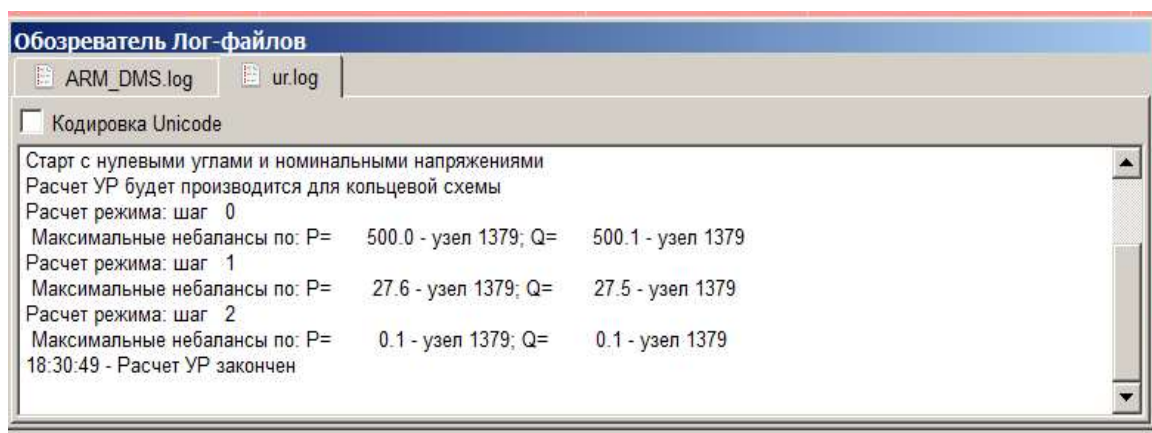 Обозреватель Лог-файлов
ARM_DMS.log ur.log
Кодировка Unicode
Старт с нулевыми углами и номинальными напряжениями
Расчет УР будет производится для кольцевой схемы
Расчет режима: шаг 0
Максимальные небалансы по: P= 500.0 - узел 1379; Q= 500.1 - узел 1379
Расчет режима: шаг 1
Максимальные небалансы по: P= 27.6 - узел 1379; Q= 27.5 - узел 1379
Расчет режима: шаг 2
Максимальные небалансы по: P= 0.1 - узел 1379; Q= 0.1 - узел 1379
18:30:49 - Расчет УР закончен